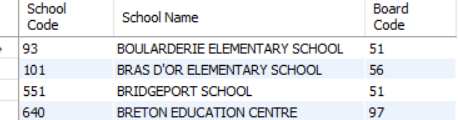 School Code School Name Board Code
93 BOULARDERIE ELEMENTARY SCHOOL 51
101 BRAS D'OR ELEMENTARY SCHOOL 56
551 BRIDGEPORT SCHOOL 51
640 BRETON EDUCATION CENTRE 97